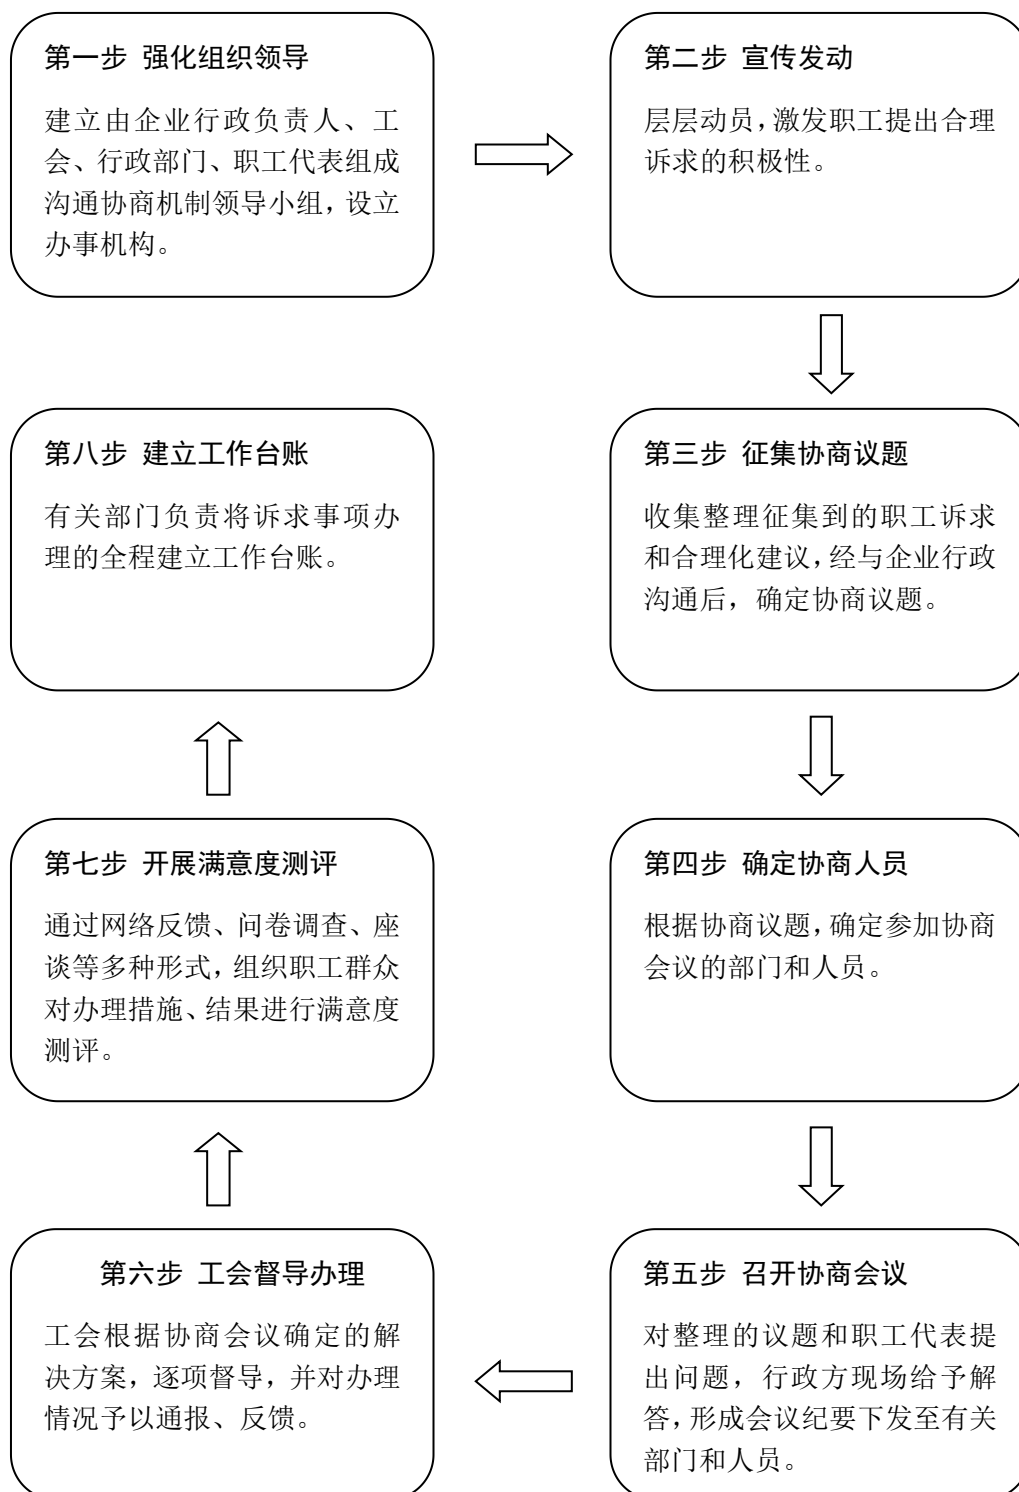 第一步 强化组织领导
建立由企业行政负责人、工
会、行政部门、职工代表组成
沟通协商机制领导小组，设立
办事机构。
第二步 宣传发动
层层动员，激发职工提出合理
诉求的积极性。
第三步 征集协商议题
收集整理征集到的职工诉求
和合理化建议，经与企业行政
沟通后，确定协商议题。
第四步 确定协商人员
根据协商议题，确定参加协商
会议的部门和人员。
第五步 召开协商会议
对整理的议题和职工代表提
出问题，行政方现场给予解
答，形成会议纪要下发至有关
部门和人员。
第六步 工会督导办理
工会根据协商会议确定的解
决方案，逐项督导，并对办理
情况予以通报、反馈。
第七步 开展满意度测评
通过网络反馈、问卷调查、座
谈等多种形式，组织职工群众
对办理措施、结果进行满意度
测评。
第八步 建立工作台账
有关部门负责将诉求事项办
理的全程建立工作台账。